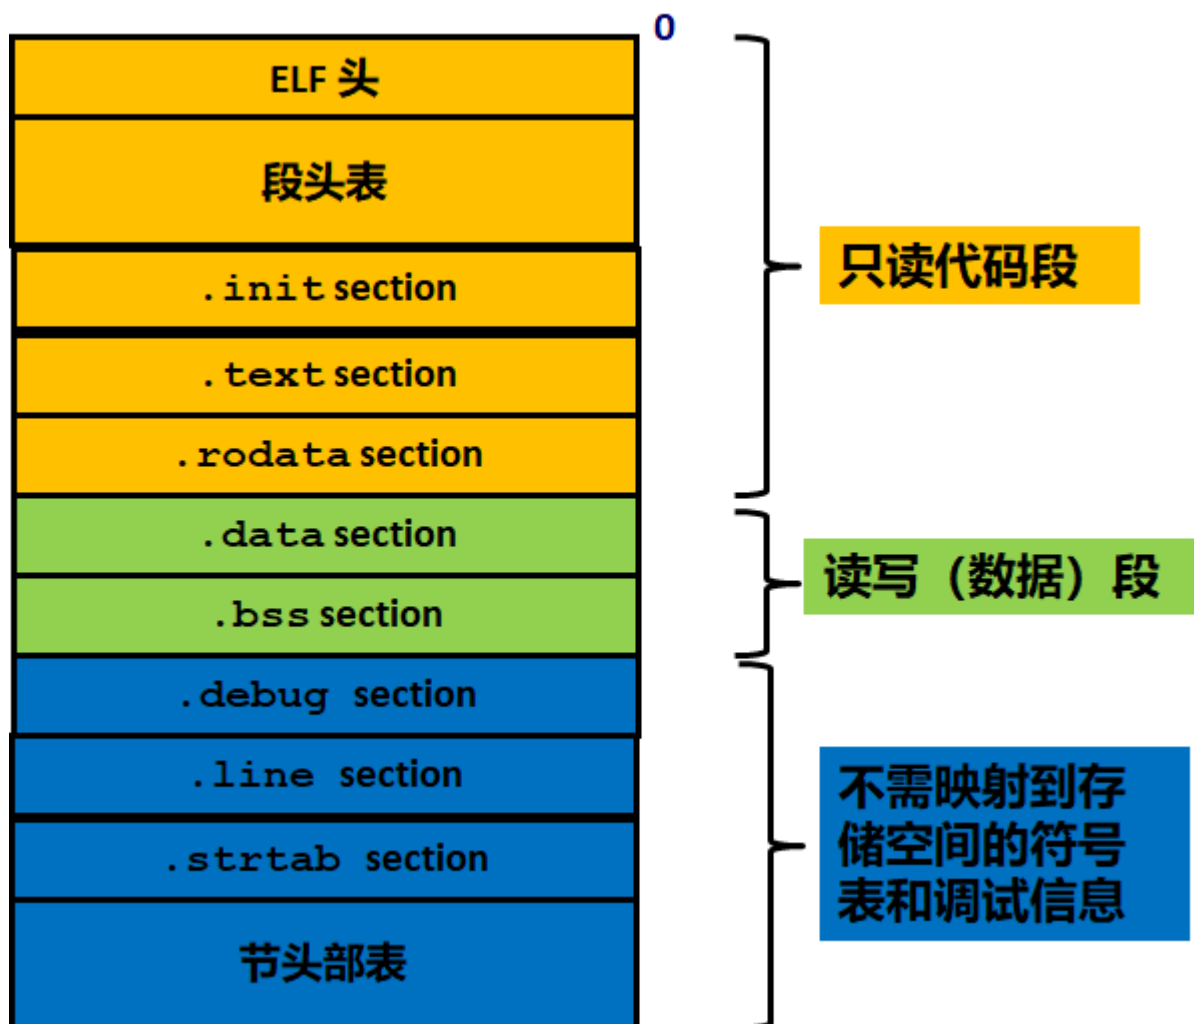 0
ELF 头
段头表
.init section
.text section
.rodata section
只读代码段
.data section
.bss section
读写（数据）段
.debug section
.line section
.strtab section
节头部表
不需映射到存
储空间的符号
表和调试信息